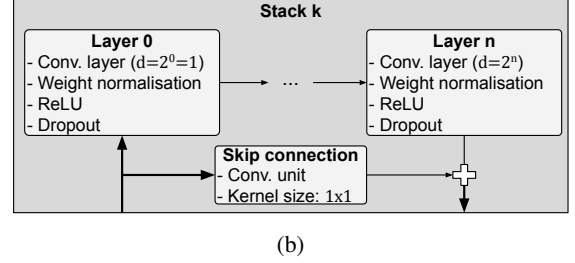 Stack k
Layer 0
- Conv. layer (d=2⁰=1)
- Weight normalisation
- ReLU
- Dropout
...
Layer n
- Conv. layer (d=2ⁿ)
- Weight normalisation
- ReLU
- Dropout
Skip connection
- Conv. unit
- Kernel size: 1x1
(b)